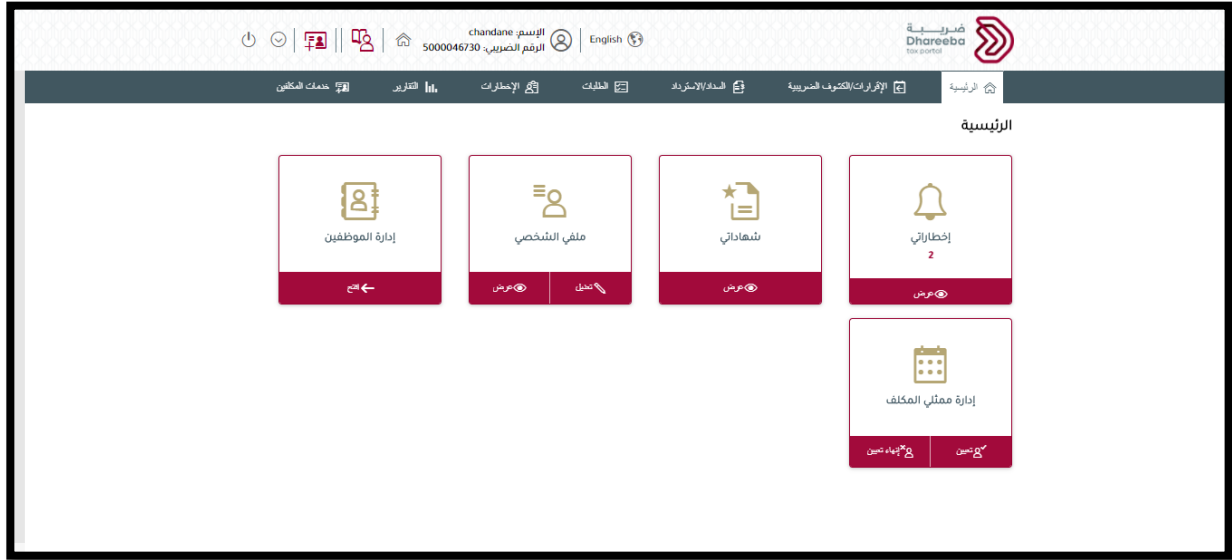 ضريبة
Dhareeba
tax portal
English
الإسم: chandane
الرقم الضريبي: 5000046730
الرئيسية
الإقرارات/الكشوف الضريبية
السداد/الاسترداد
الطلبات
الإخطارات
التقارير
خدمات المكلفين
الرئيسية
إخطاراتي
2
عرض
شهاداتي
عرض
ملفي الشخصي
تعديل
عرض
إدارة الموظفين
افتح
إدارة ممثلي المكلف
تعيين
إنهاء تعيين